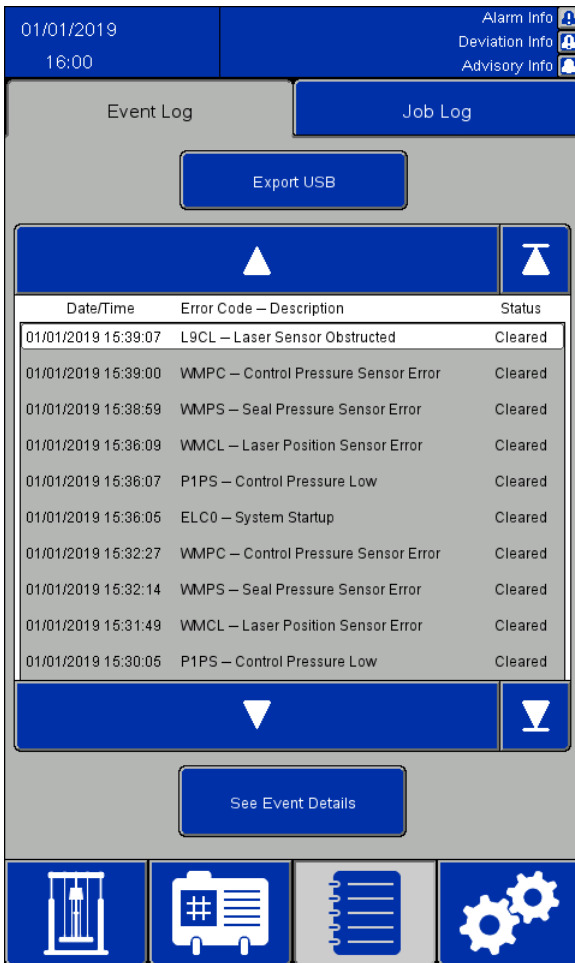 01/01/2019
16:00
Alarm Info
Deviation Info
Advisory Info
Event Log
Job Log
Export USB
Date/Time Error Code – Description Status
01/01/2019 15:39:07 L9CL – Laser Sensor Obstructed Cleared
01/01/2019 15:39:00 WMPC – Control Pressure Sensor Error Cleared
01/01/2019 15:38:59 WMPS – Seal Pressure Sensor Error Cleared
01/01/2019 15:36:09 WMCL – Laser Position Sensor Error Cleared
01/01/2019 15:36:07 P1PS – Control Pressure Low Cleared
01/01/2019 15:36:05 ELC0 – System Startup Cleared
01/01/2019 15:32:27 WMPC – Control Pressure Sensor Error Cleared
01/01/2019 15:32:14 WMPS – Seal Pressure Sensor Error Cleared
01/01/2019 15:31:49 WMCL – Laser Position Sensor Error Cleared
01/01/2019 15:30:05 P1PS – Control Pressure Low Cleared
See Event Details